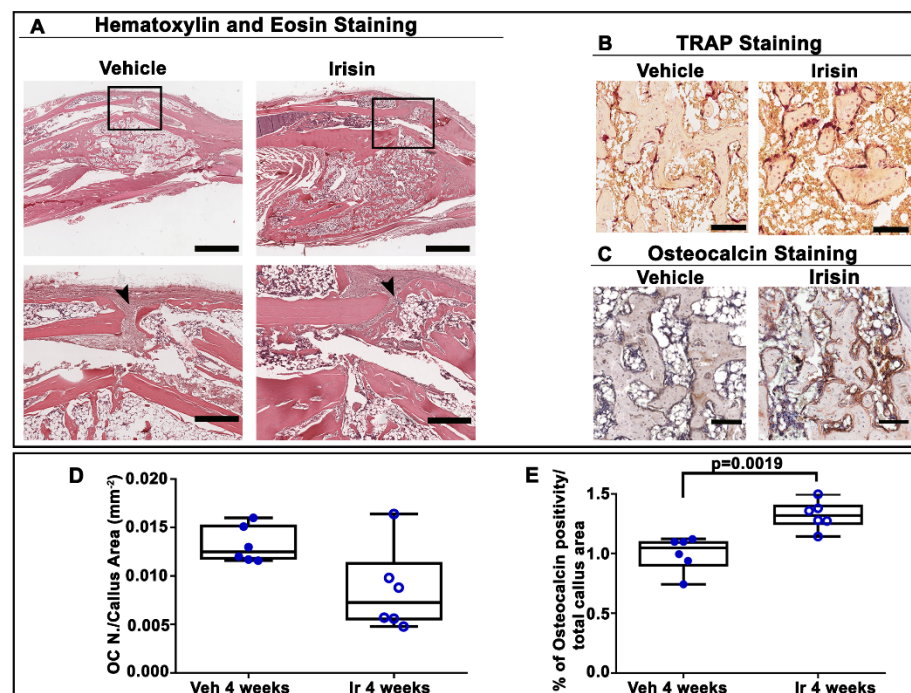 A Hematoxylin and Eosin Staining
Vehicle Irisin
B TRAP Staining
Vehicle Irisin
C Osteocalcin Staining
Vehicle Irisin
D
OC N./Callus Area (mm⁻²)
0.020
0.015
0.010
0.005
0.000
Veh 4 weeks Ir 4 weeks
E
p=0.0019
% of Osteocalcin positivity/
total callus area
1.5
1.0
0.5
0.0
Veh 4 weeks Ir 4 weeks